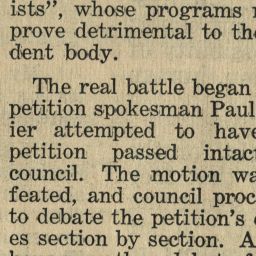 ists", whose programs
prove detrimental to the
dent body.
The real battle began
petition spokesman Paul
ier attempted to have
petition passed intact
council. The motion wa
feated, and council proc
to debate the petition's
es section by section. A